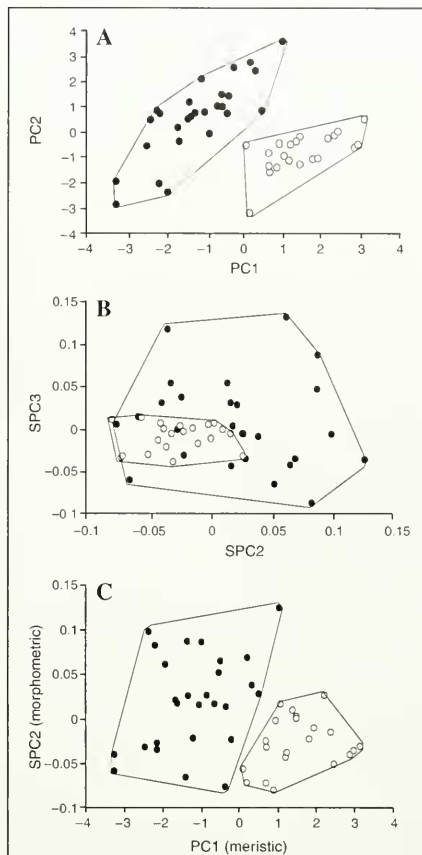 A
PC2
4
3
2
1
0
−1
−2
−3
−4
−4 −3 −2 −1 0 1 2 3 4
PC1
B
SPC3
0.15
0.1
0.05
0
−0.05
−0.1
−0.1 −0.05 0 0.05 0.1 0.15
SPC2
C
SPC2 (morphometric)
0.15
0.1
0.05
0
−0.05
−0.1
−4 −3 −2 −1 0 1 2 3 4
PC1 (meristic)